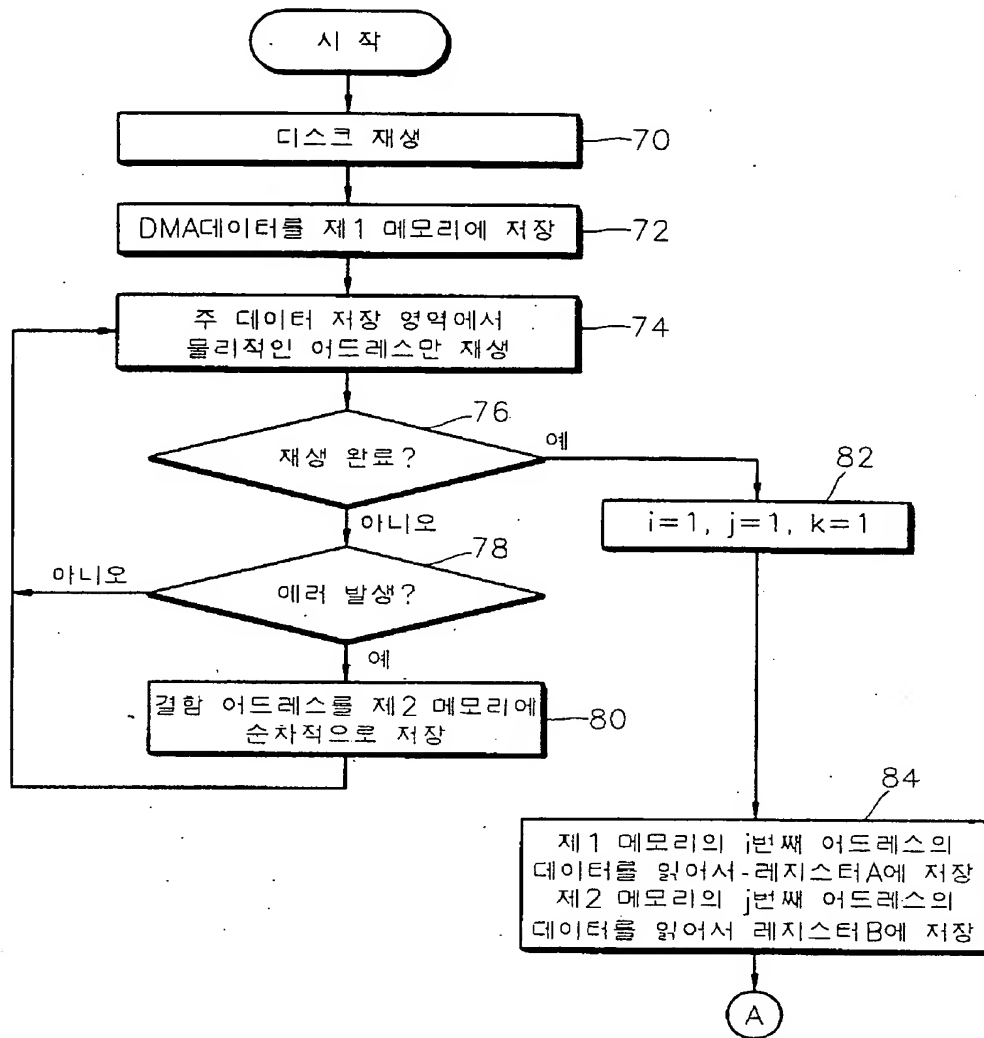 시 작
디스크 재생
70
DMA데이터를 제1 메모리에 저장
72
주 데이터 저장 영역에서
물리적인 어드레스만 재생
74
76
재생 완료?
예
82
i=1, j=1, k=1
아니오
78
에러 발생?
아니오
예
결함 어드레스를 제2 메모리에
순차적으로 저장
80
84
제1 메모리의 i번째 어드레스의
데이터를 읽어서-레지스터A에 저장
제2 메모리의 j번째 어드레스의
데이터를 읽어서 레지스터B에 저장
A